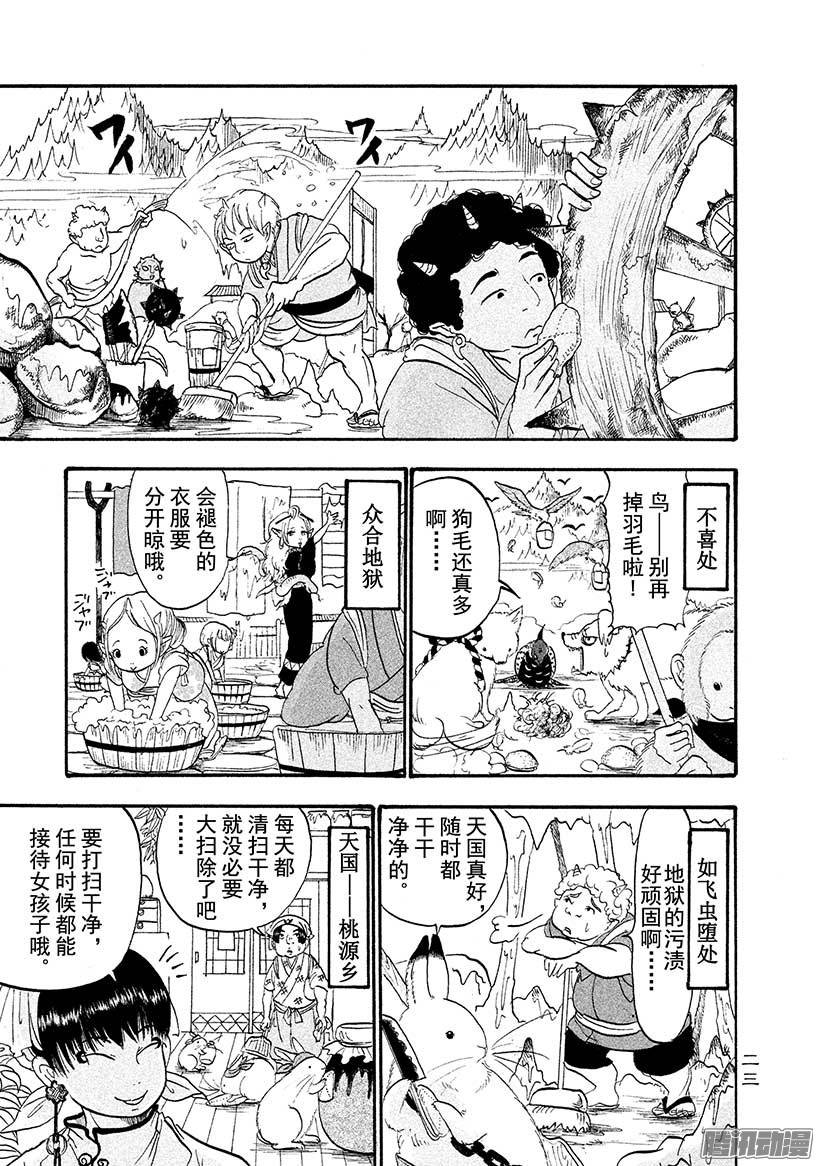 ワイ
ワイ
不喜处
鸟——别再
掉羽毛啦！
狗毛还真多
啊……
众合地狱
会褪色的
衣服要
分开晾哦。
ジャブ
ジャブ
如飞虫堕处
地狱的污渍
好顽固啊……
天国真好，
随时都
干干
净净的。
天国——桃源乡
每天都
清扫干净，
就没必要
大扫除了吧
……
要打扫干净，
任何时候都能
接待女孩子哦。
二三
腾讯动漫